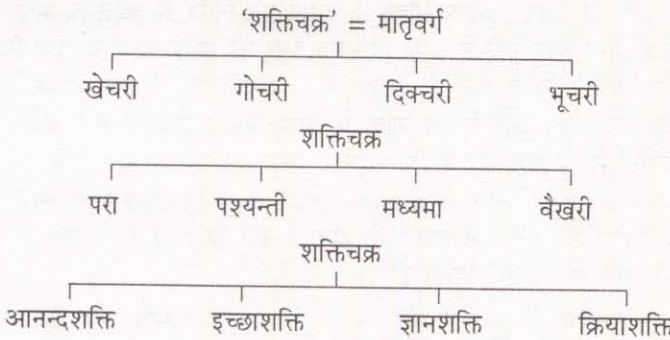 'शक्तिचक्र' = मातृवर्ग
खेचरी गोचरी दिक्चरी भूचरी
शक्तिचक्र
परा पश्यन्ती मध्यमा वैखरी
शक्तिचक्र
आनन्दशक्ति इच्छाशक्ति ज्ञानशक्ति क्रियाशक्ति